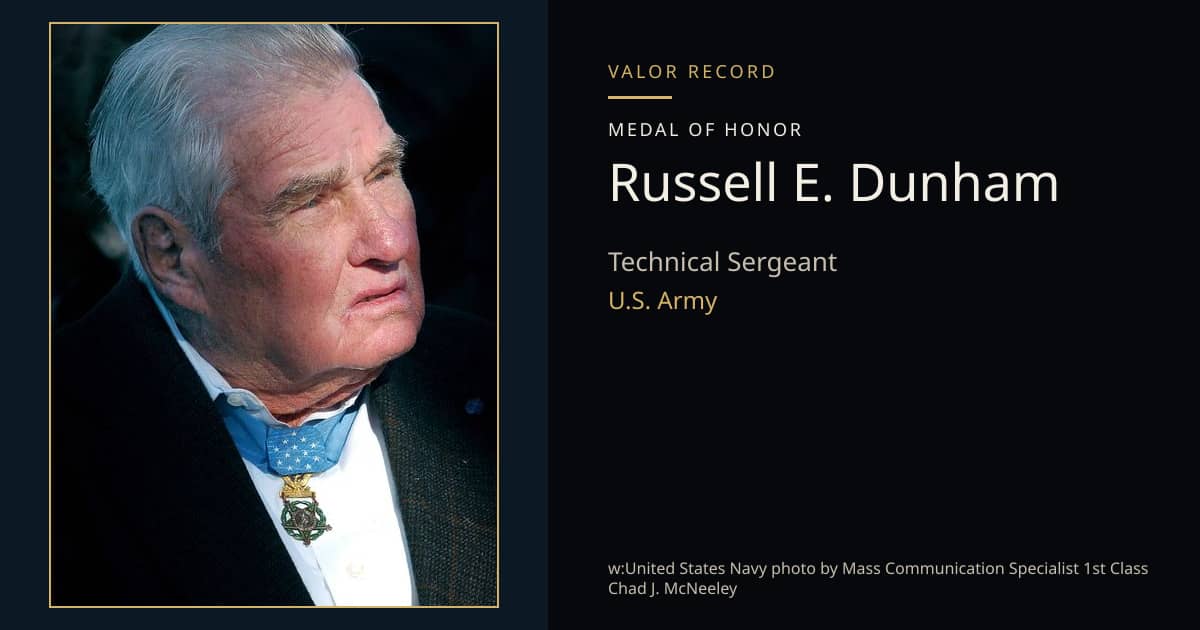 VALOR RECORD
MEDAL OF HONOR
Russell E. Dunham
Technical Sergeant
U.S. Army
w:United States Navy photo by Mass Communication Specialist 1st Class
Chad J. McNeeley